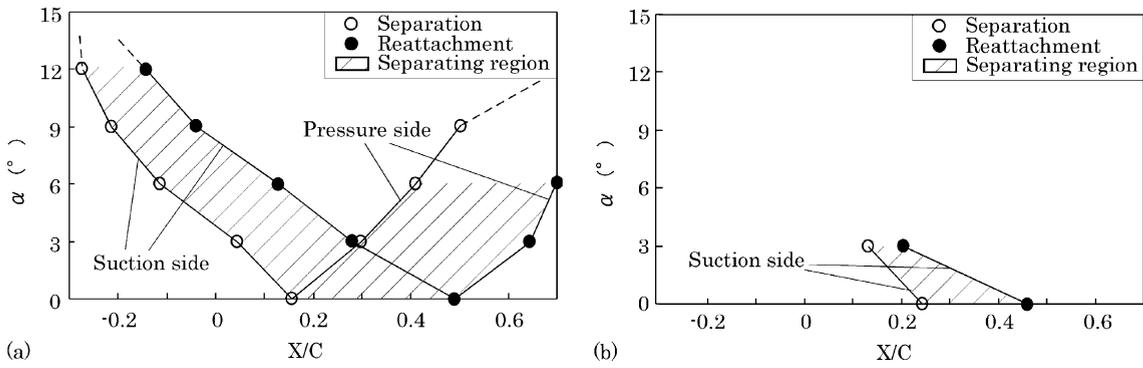 15
12
9
6
3
0
α (°)
Separation
Reattachment
Separating region
Pressure side
Suction side
-0.2
0
0.2
0.4
0.6
X/C
(a)
15
12
9
6
3
0
α (°)
Separation
Reattachment
Separating region
Suction side
-0.2
0
0.2
0.4
0.6
X/C
(b)